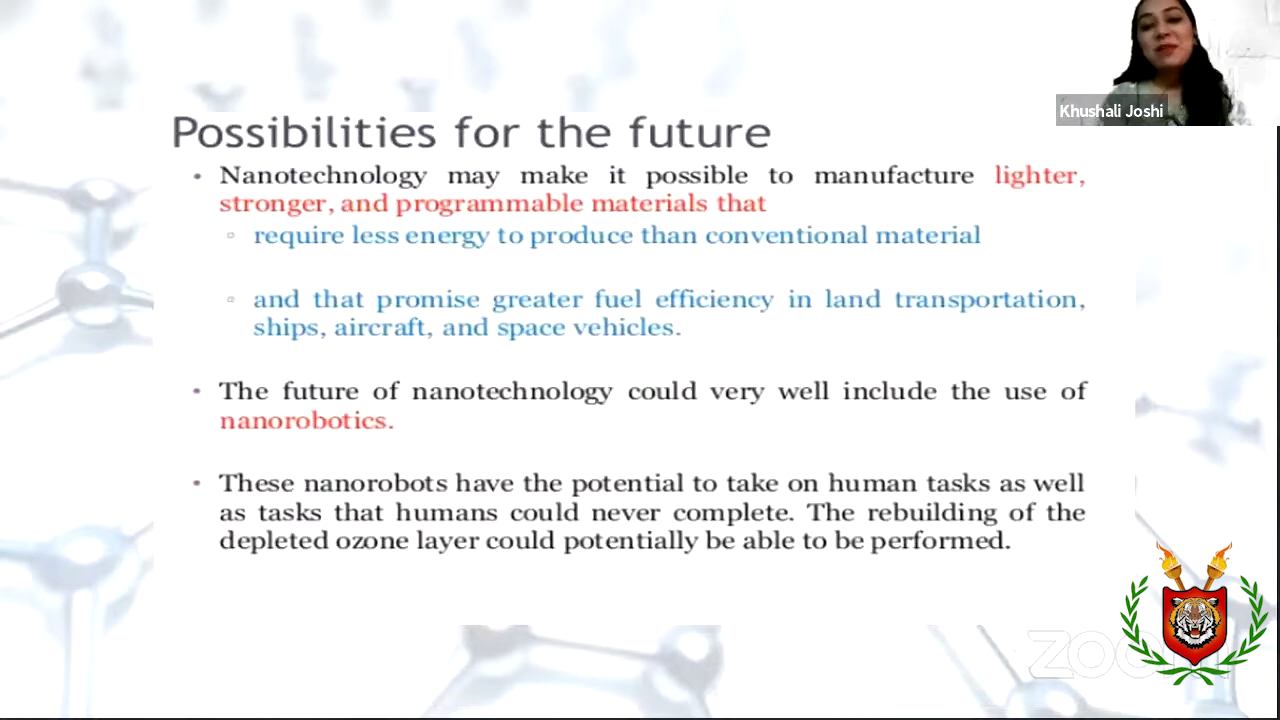 Khushali Joshi
Possibilities for the future
• Nanotechnology may make it possible to manufacture lighter,
stronger, and programmable materials that
▫ require less energy to produce than conventional material
▫ and that promise greater fuel efficiency in land transportation,
ships, aircraft, and space vehicles.
• The future of nanotechnology could very well include the use of
nanorobotics.
• These nanorobots have the potential to take on human tasks as well
as tasks that humans could never complete. The rebuilding of the
depleted ozone layer could potentially be able to be performed.
zoom